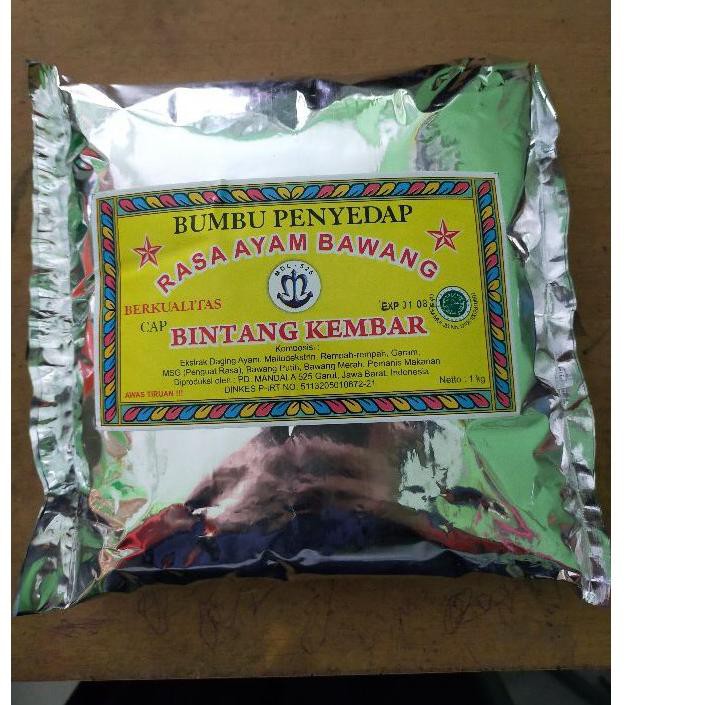 BUMBU PENYEDAP
RASA AYAM BAWANG
MDL - 525
BERKUALITAS
EXP 01 08
CAP BINTANG KEMBAR
Komposisi :
Ekstrak Daging Ayam, Maltodekstrin, Rempah-rempah, Garam,
MSG (Penguat Rasa), Bawang Putih, Bawang Merah, Pemanis Makanan
Diproduksi oleh : PD. MANDALA 525 Garut, Jawa Barat, Indonesia
DINKES P-IRT NO. 5113205010672-21
Netto : 1 kg
AWAS TIRUAN !!!